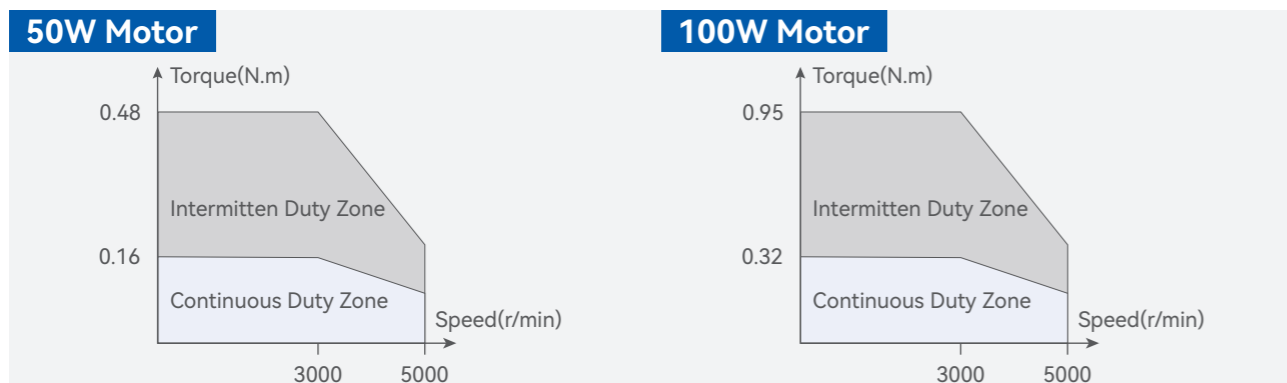 50W Motor
Torque(N.m)
0.48
Intermitten Duty Zone
0.16
Continuous Duty Zone
Speed(r/min)
3000 5000
100W Motor
Torque(N.m)
0.95
Intermitten Duty Zone
0.32
Continuous Duty Zone
Speed(r/min)
3000 5000